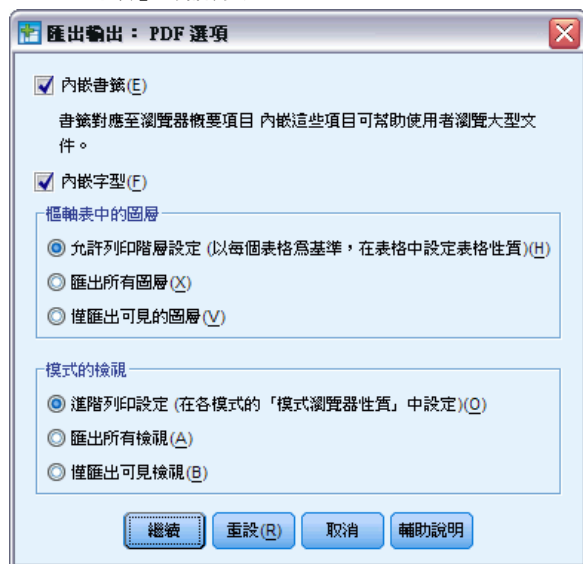 匯出輸出： PDF 選項
內嵌書籤(E)
書籤對應至瀏覽器概要項目 內嵌這些項目可幫助使用者瀏覽大型文
件。
內嵌字型(F)
樞軸表中的圖層
允許列印階層設定 (以每個表格為基準，在表格中設定表格性質)(H)
匯出所有圖層(X)
僅匯出可見的圖層(V)
模式的檢視
進階列印設定 (在各模式的「模式瀏覽器性質」中設定)(O)
匯出所有檢視(A)
僅匯出可見檢視(B)
繼續 重設(R) 取消 輔助說明